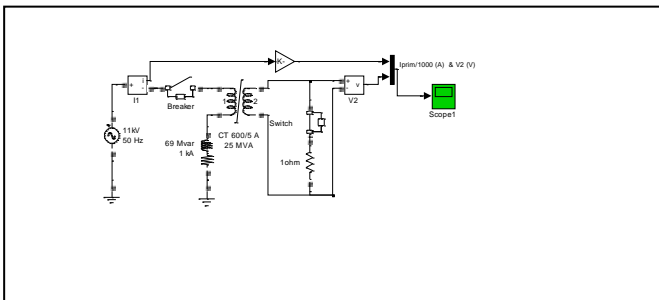 K-
Iprim/1000 (A) & V2 (V)
i
+
-
I1
Breaker
1
2
+
-
v
V2
Scope1
11kV
50 Hz
CT 600/5 A
25 MVA
Switch
69 Mvar
1 kA
1ohm